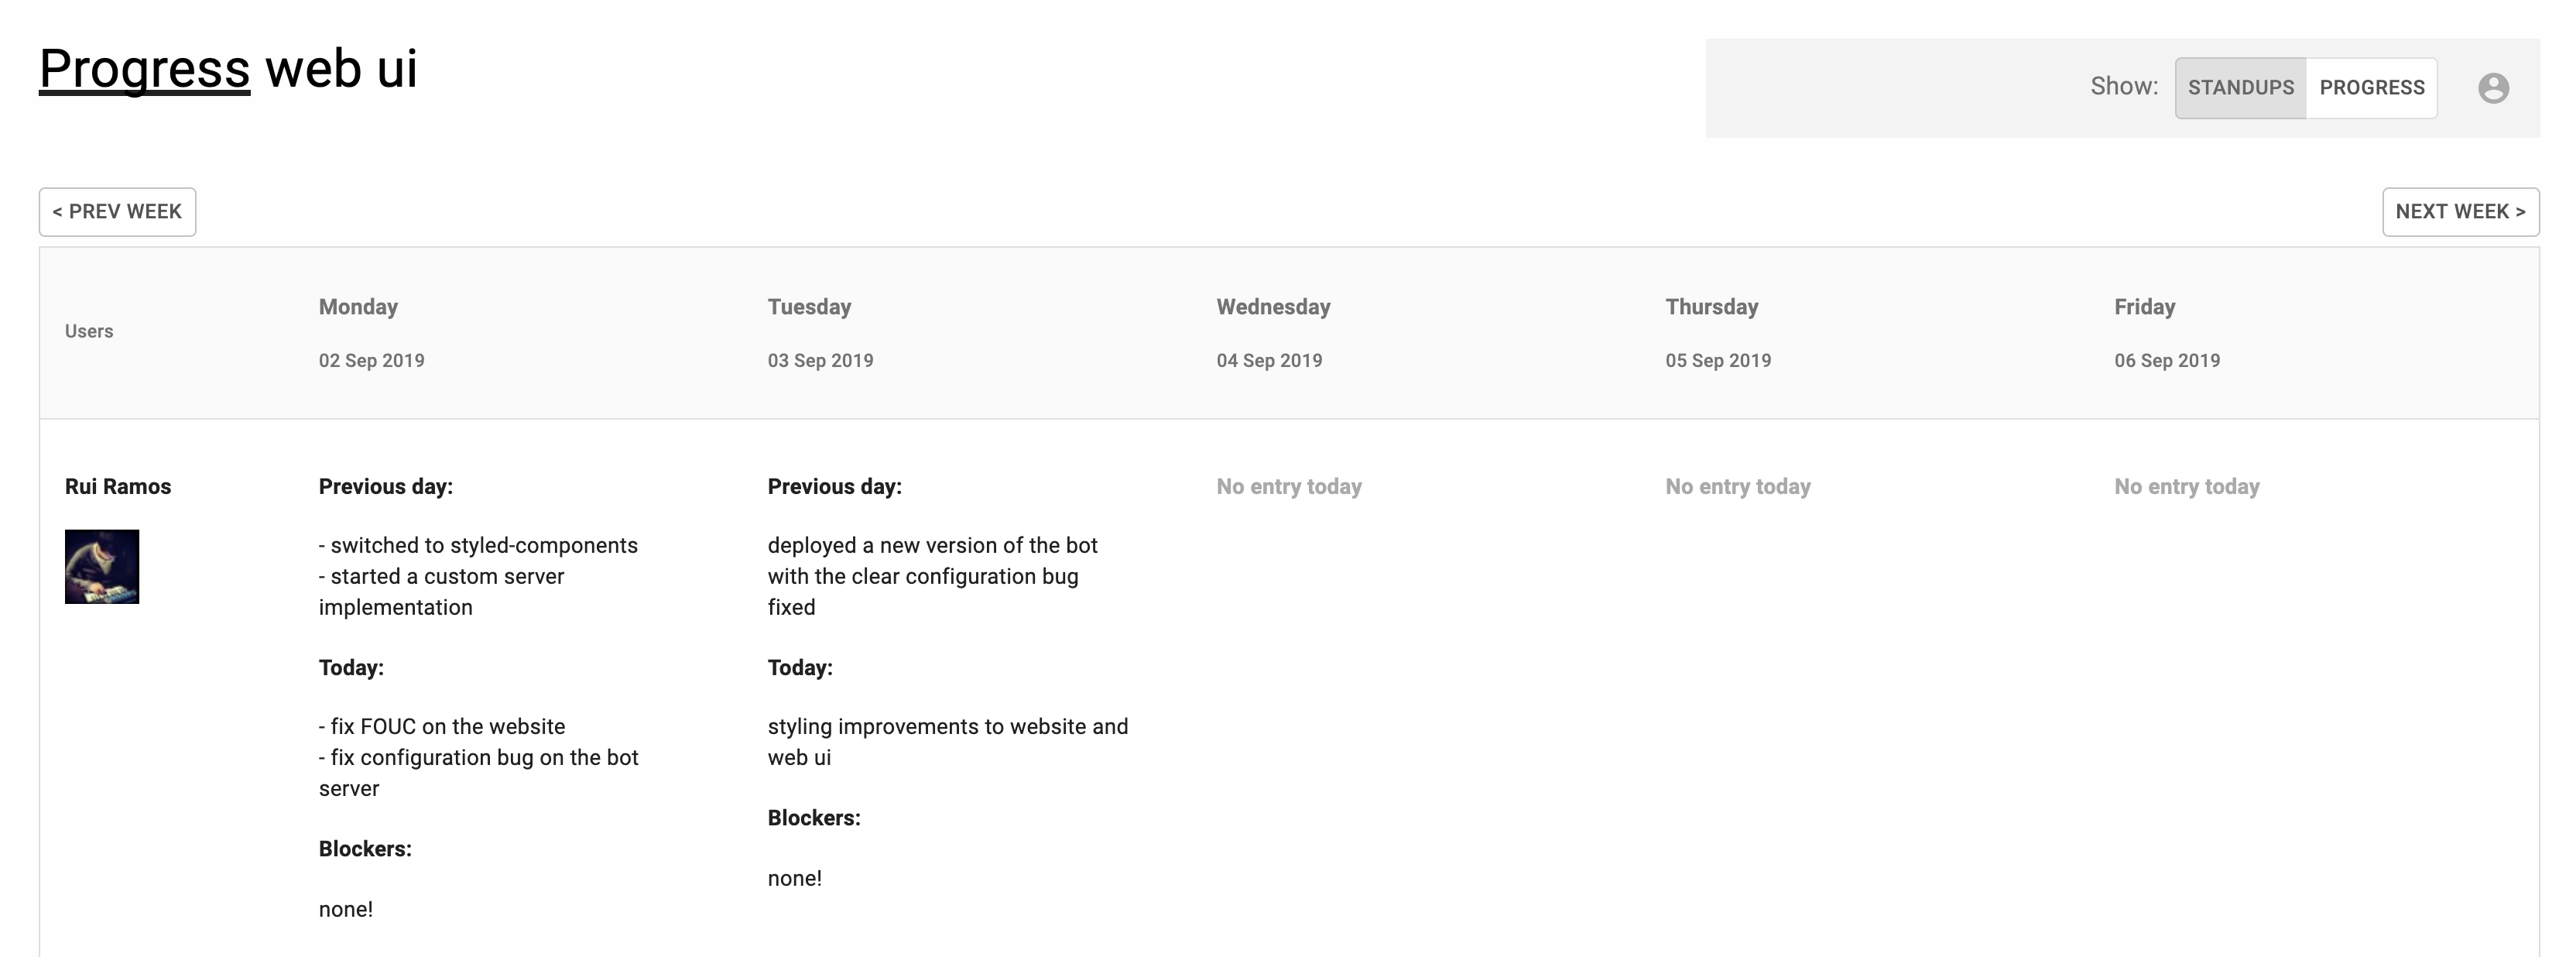 Progress web ui
Show: STANDUPS PROGRESS
< PREV WEEK
NEXT WEEK >
Users
Monday
02 Sep 2019
Tuesday
03 Sep 2019
Wednesday
04 Sep 2019
Thursday
05 Sep 2019
Friday
06 Sep 2019
Rui Ramos
Previous day:
- switched to styled-components
- started a custom server
implementation
Today:
- fix FOUC on the website
- fix configuration bug on the bot
server
Blockers:
none!
Previous day:
deployed a new version of the bot
with the clear configuration bug
fixed
Today:
styling improvements to website and
web ui
Blockers:
none!
No entry today
No entry today
No entry today